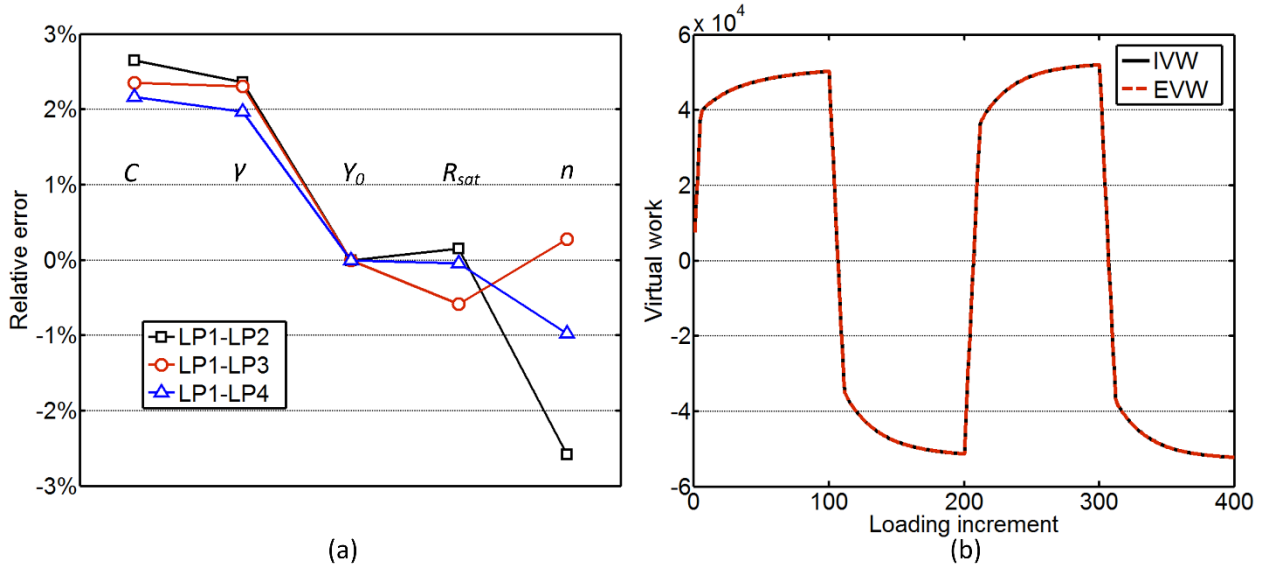 3%
2%
1%
0%
-1%
-2%
-3%
Relative error
C
γ
Y0
Rsat
n
LP1-LP2
LP1-LP3
LP1-LP4
(a)
6 x 10^4
4
2
0
-2
-4
-6
Virtual work
IVW
EVW
0
100
200
300
400
Loading increment
(b)